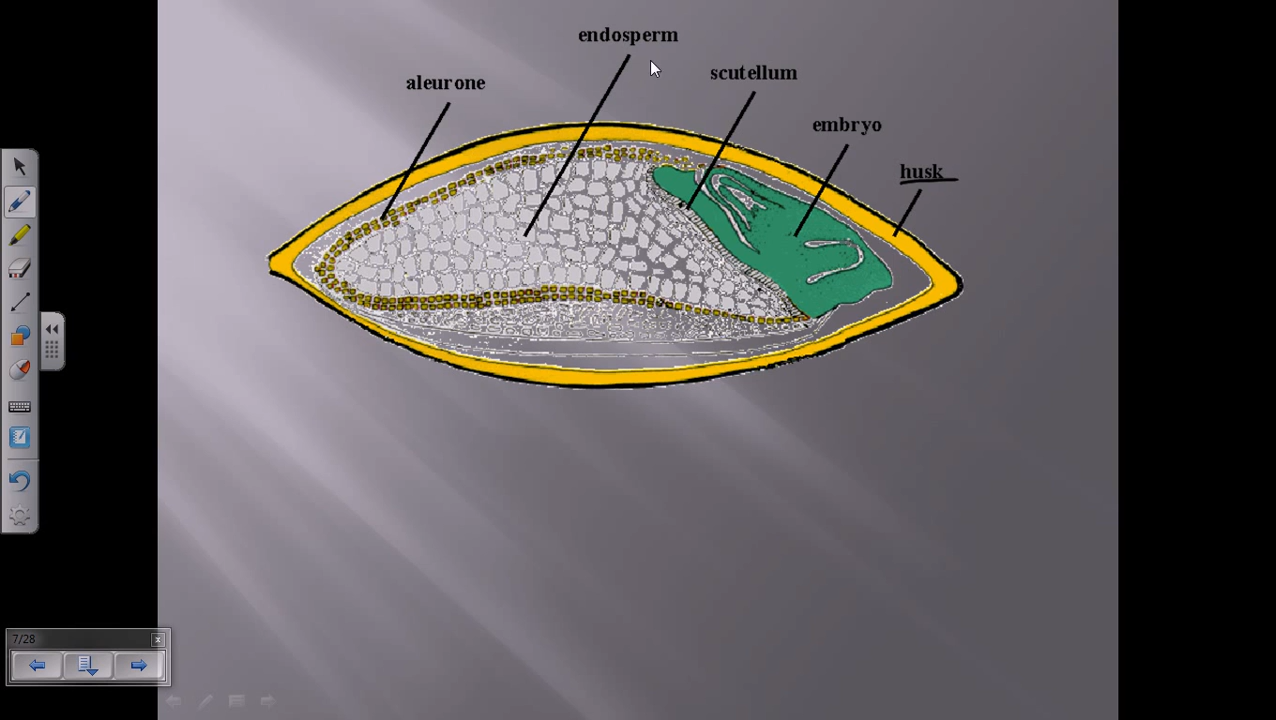 endosperm
scutellum
aleurone
embryo
husk
7/28
x